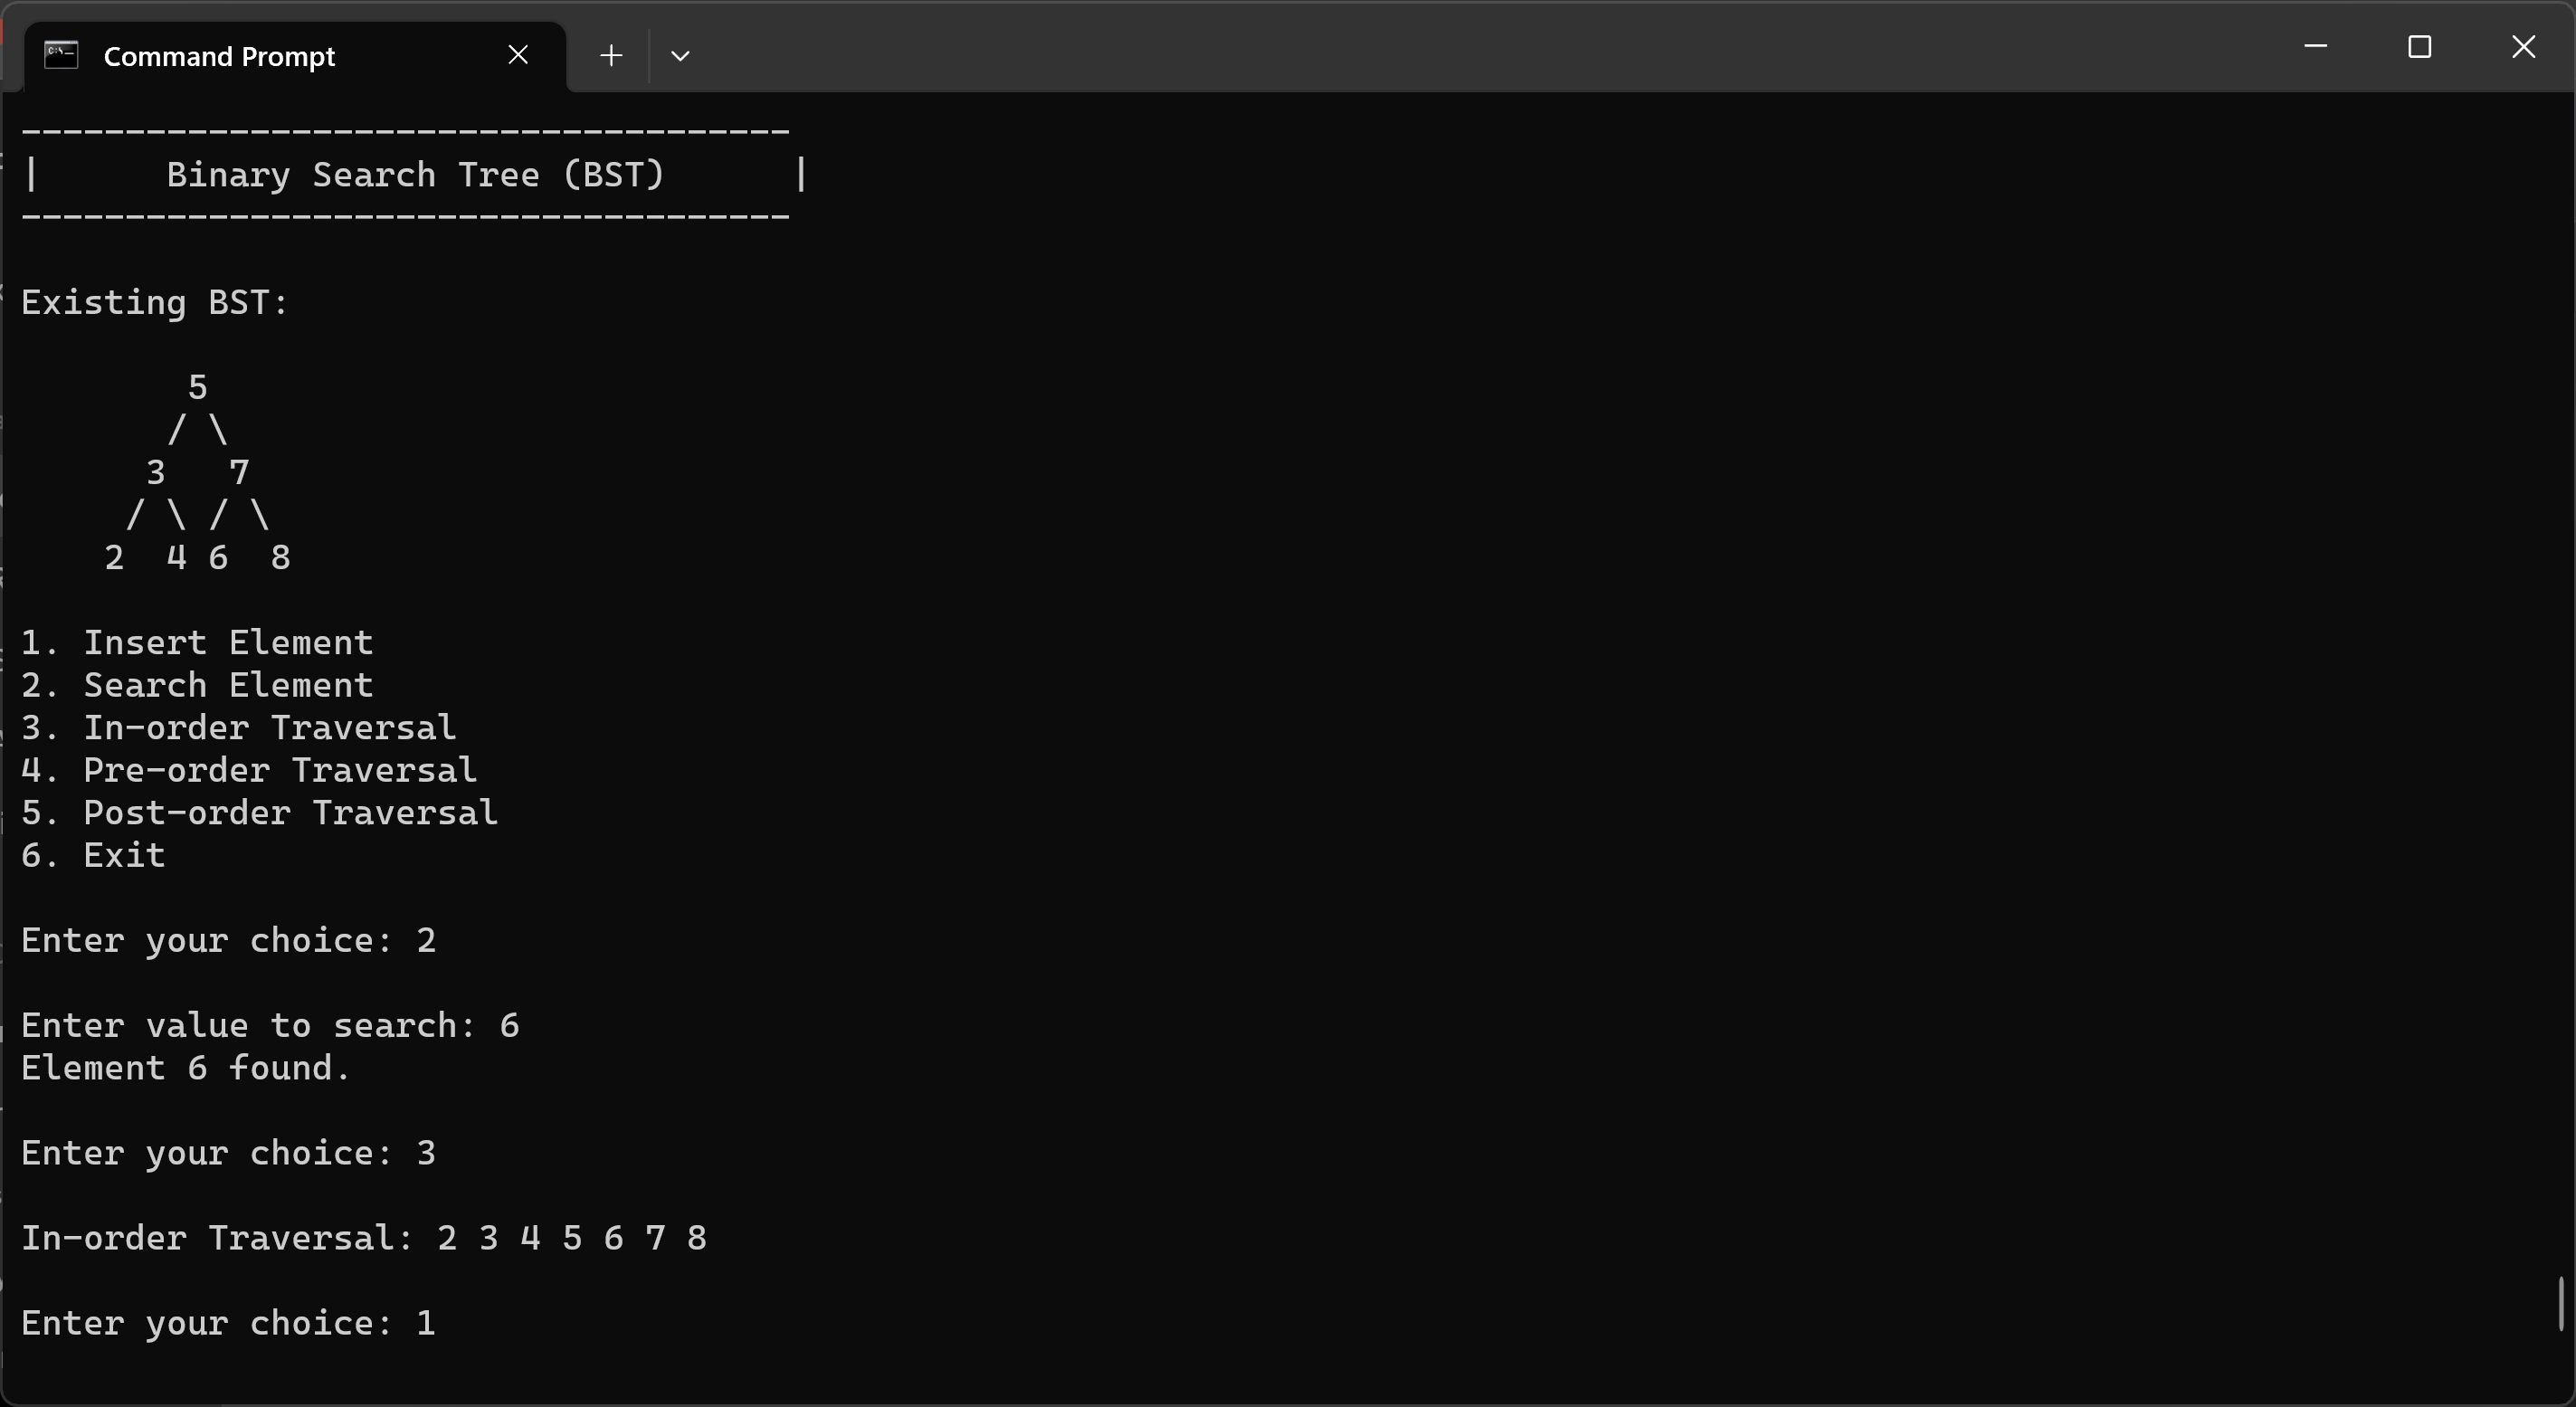 Command Prompt
-------------------------------------
|      Binary Search Tree (BST)      |
-------------------------------------
Existing BST:
        5
       / \
      3   7
     / \ / \
    2  4 6  8
1. Insert Element
2. Search Element
3. In-order Traversal
4. Pre-order Traversal
5. Post-order Traversal
6. Exit
Enter your choice: 2
Enter value to search: 6
Element 6 found.
Enter your choice: 3
In-order Traversal: 2 3 4 5 6 7 8
Enter your choice: 1